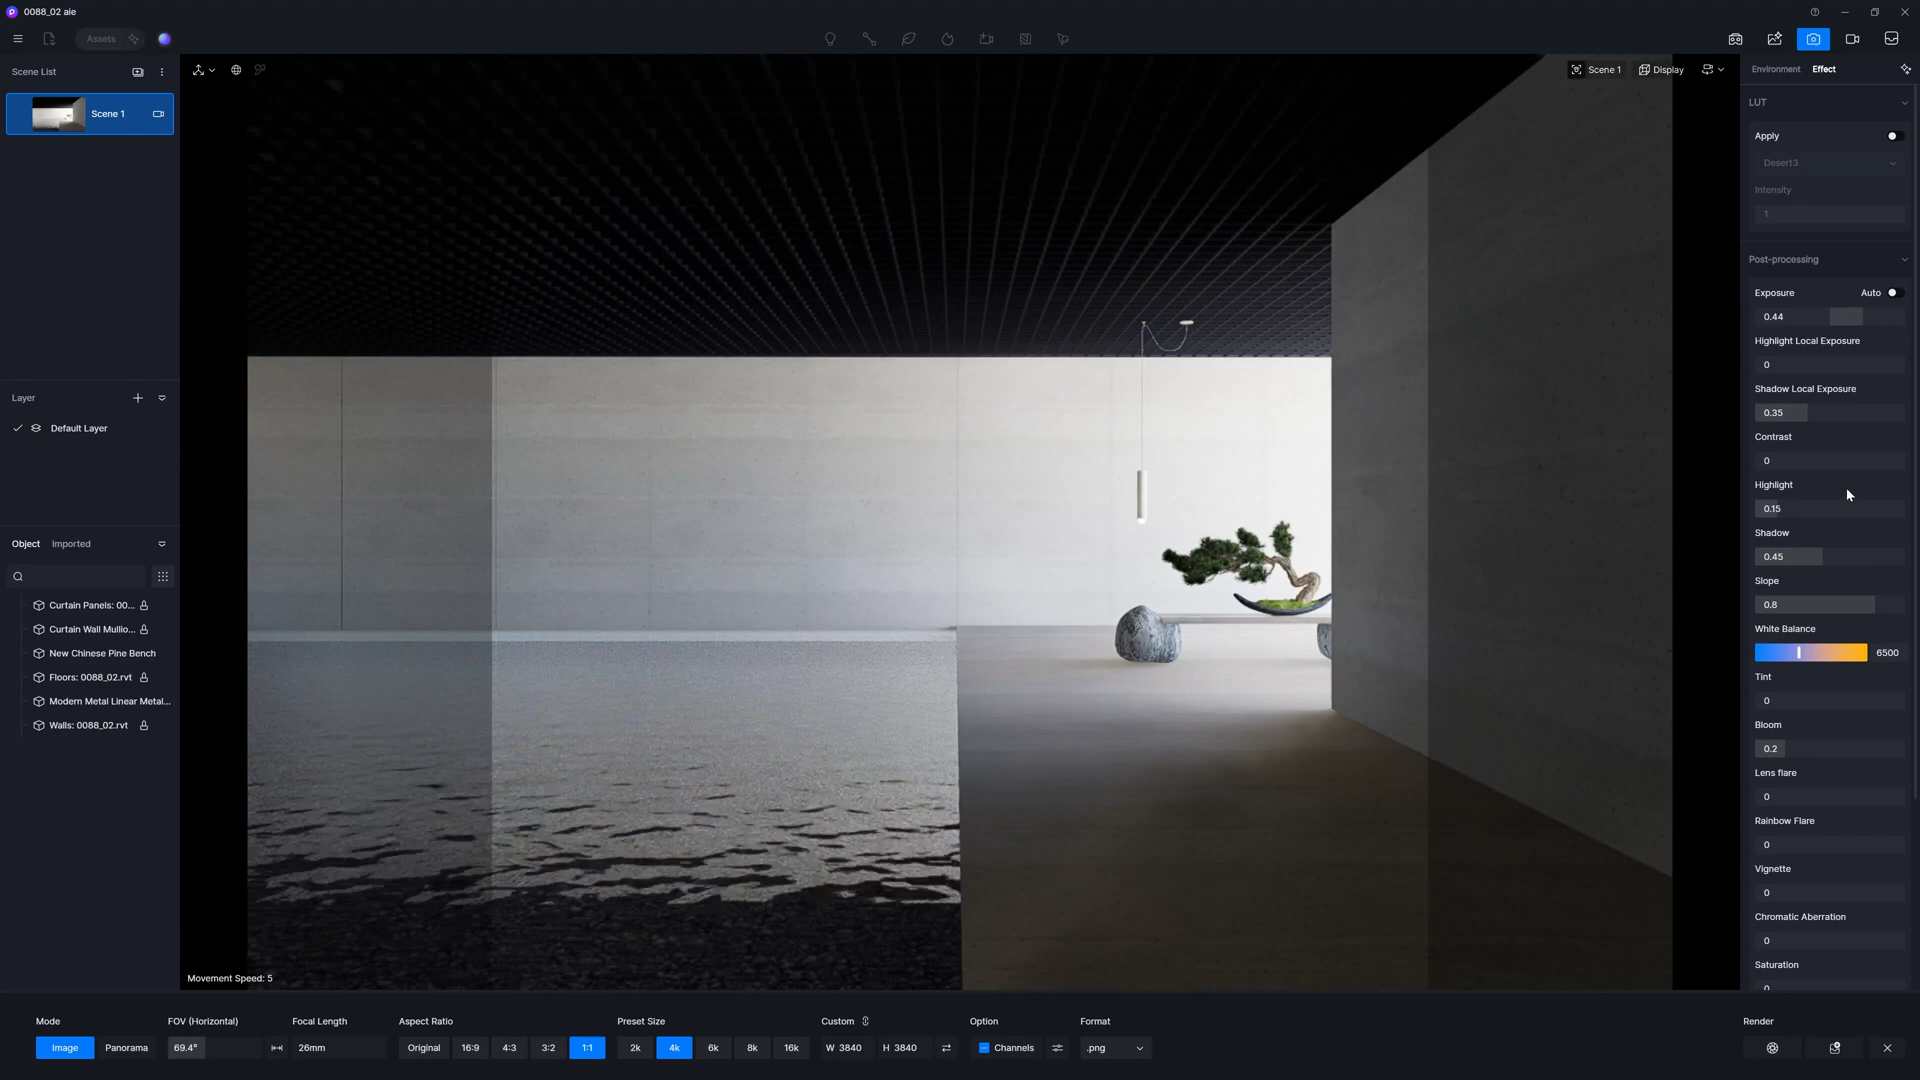 0088_02 aie
Assets
Scene List
Scene 1
Layer
Default Layer
Object Imported
Curtain Panels: 00...
Curtain Wall Mullio...
New Chinese Pine Bench
Floors: 0088_02.rvt
Modern Metal Linear Metal...
Walls: 0088_02.rvt
Scene 1 Display
Movement Speed: 5
Environment Effect
LUT
Apply
Desert3
Intensity
1
Post-processing
Exposure Auto
0.44
Highlight Local Exposure
0
Shadow Local Exposure
0.35
Contrast
0
Highlight
0.15
Shadow
0.45
Slope
0.8
White Balance
6500
Tint
0
Bloom
0.2
Lens flare
0
Rainbow Flare
0
Vignette
0
Chromatic Aberration
0
Saturation
0
Mode FOV (Horizontal) Focal Length Aspect Ratio Preset Size Custom Option Format Render
Image Panorama 69.4° 26mm Original 16:9 4:3 3:2 1:1 2k 4k 6k 8k 16k W 3840 H 3840 Channels .png